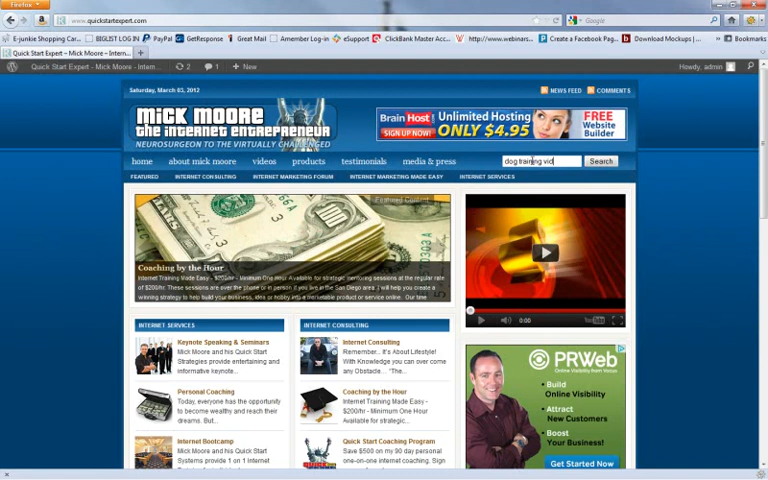 Firefox
www.quickstartexpert.com
Google
E-junkie Shopping Cart...
BIGLIST LOG IN
PayPal
GetResponse
Great Mail
Amember Log-in
eSupport
ClickBank Master Acc...
http://www.webinars...
Create a Facebook Pag...
Download Mockups |...
Bookmarks
Quick Start Expert – Mick Moore – Intern...
Quick Start Expert - Mick Moore - Intern...
2
1
+ New
Howdy, admin
Saturday, March 03, 2012
NEWS FEED
COMMENTS
MICK MOORE
THE INTERNET ENTREPRENEUR
NEUROSURGEON TO THE VIRTUALLY CHALLENGED
Brain Host!
SIGN UP NOW!
Unlimited Hosting
ONLY $4.95
FREE
Website
Builder
home
about mick moore
videos
products
testimonials
media & press
dog training vid
Search
FEATURED
INTERNET CONSULTING
INTERNET MARKETING FORUM
INTERNET MARKETING MADE EASY
INTERNET SERVICES
Featured Content
Coaching by the Hour
Internet Training Made Easy - $200/hr - Minimum One Hour Available for strategic mentoring sessions at the regular rate
of $200/hr. These sessions are over the phone or in person if you live in the San Diego area. I will help you create a
winning strategy to help build your business, idea or hobby into a marketable product or service online. Our time
0:00
INTERNET SERVICES
Keynote Speaking & Seminars
Mick Moore and his Quick Start
Strategies provide entertaining and
informative keynote...
Personal Coaching
Today, everyone has the opportunity
to become wealthy and reach their
dreams. But...
Internet Bootcamp
Mick Moore and his Quick Start
Systems provide 1 on 1 Internet
INTERNET CONSULTING
Internet Consulting
Remember... It's About Lifestyle!
With Knowledge you can over come
any Obstacle... "The...
Coaching by the Hour
Internet Training Made Easy -
$200/hr - Minimum One Hour
Available for strategic...
Quick Start Coaching Program
Save $500 on my 90 day personal
one-on-one internet coaching. Sign
PRWeb
Online Visibility from Vocus
• Build
Online Visibility
• Attract
New Customers
• Boost
Your Business!
Get Started Now